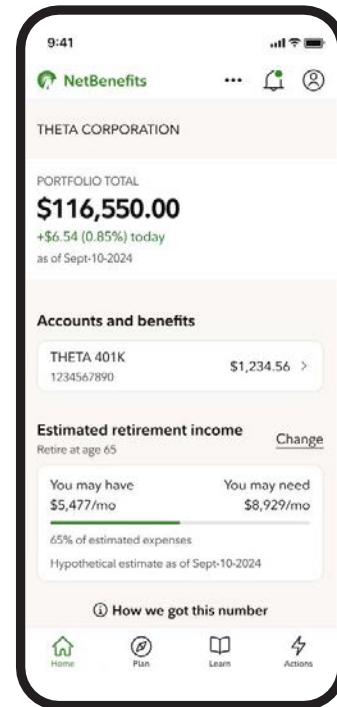 9:41
NetBenefits
THETA CORPORATION
PORTFOLIO TOTAL
$116,550.00
+$6.54 (0.85%) today
as of Sept-10-2024
Accounts and benefits
THETA 401K
1234567890
$1,234.56 >
Estimated retirement income
Retire at age 65
Change
You may have
$5,477/mo
You may need
$8,929/mo
65% of estimated expenses
Hypothetical estimate as of Sept-10-2024
How we got this number
Home
Plan
Learn
Actions